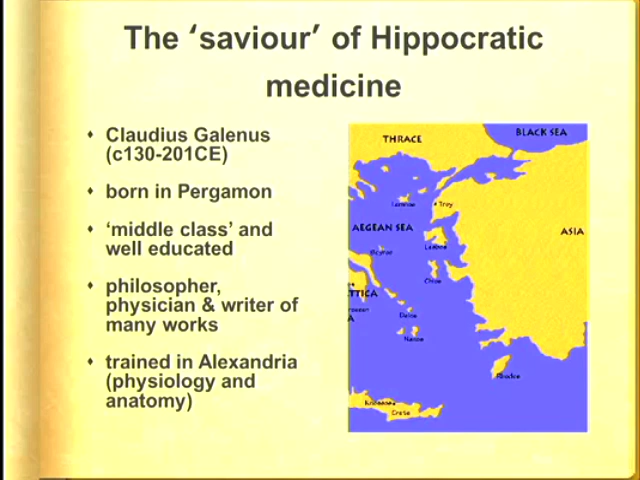 The ‘saviour’ of Hippocratic
medicine
Claudius Galenus
(c130-201CE)
born in Pergamon
‘middle class’ and
well educated
philosopher,
physician & writer of
many works
trained in Alexandria
(physiology and
anatomy)
THRACE
BLACK SEA
Troy
AEGEAN SEA
ASIA
Lesbos
Chios
TTICA
A
Delos
Naxos
Rhodes
Crete